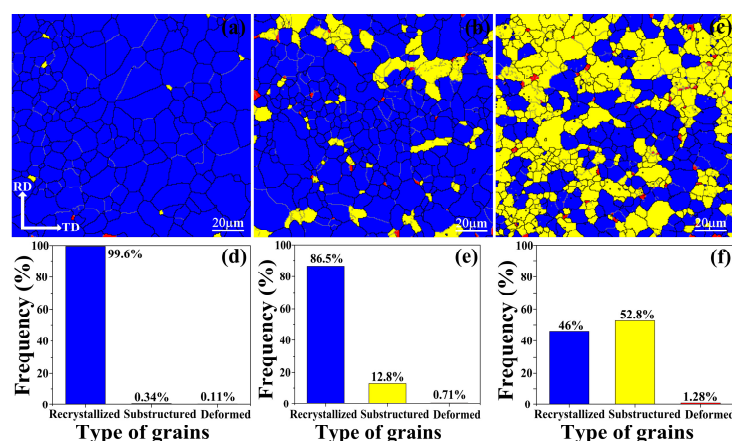 (a)
(b)
(c)
RD
TD
20μm
20μm
20μm
(d)
(e)
(f)
Frequency (%)
100
80
60
40
20
0
99.6%
0.34%
0.11%
Recrystallized Substructured Deformed
Type of grains
Frequency (%)
100
80
60
40
20
0
86.5%
12.8%
0.71%
Recrystallized Substructured Deformed
Type of grains
Frequency (%)
100
80
60
40
20
0
46%
52.8%
1.28%
Recrystallized Substructured Deformed
Type of grains